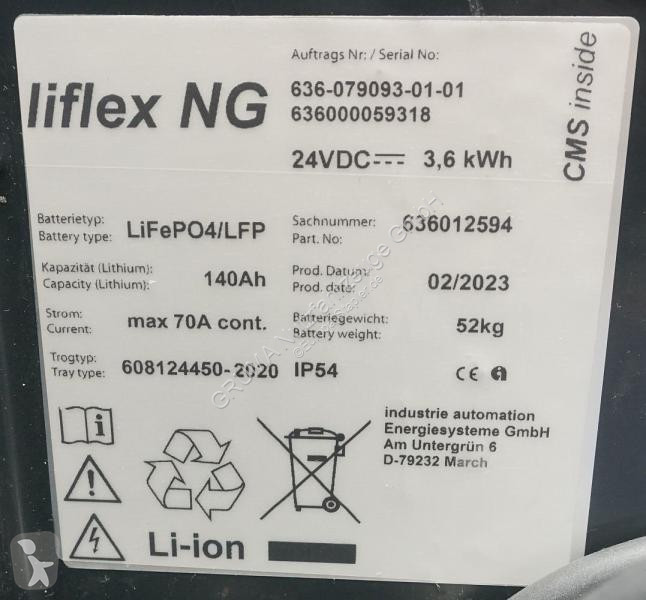 liflex NG
Auftrags Nr: / Serial No:
636-079093-01-01
636000059318
24VDC 3,6 kWh
CMS inside
Batterietyp:
Battery type: LiFePO4/LFP
Sachnummer:
Part. No: 636012594
Kapazität (Lithium):
Capacity (Lithium): 140Ah
Prod. Datum:
Prod. date: 02/2023
Strom:
Current: max 70A cont.
Batteriegewicht:
Battery weight: 52kg
Trogtyp:
Tray type: 608124450-2020 IP54
CE
industrie automation
Energiesysteme GmbH
Am Untergrün 6
D-79232 March
Li-ion